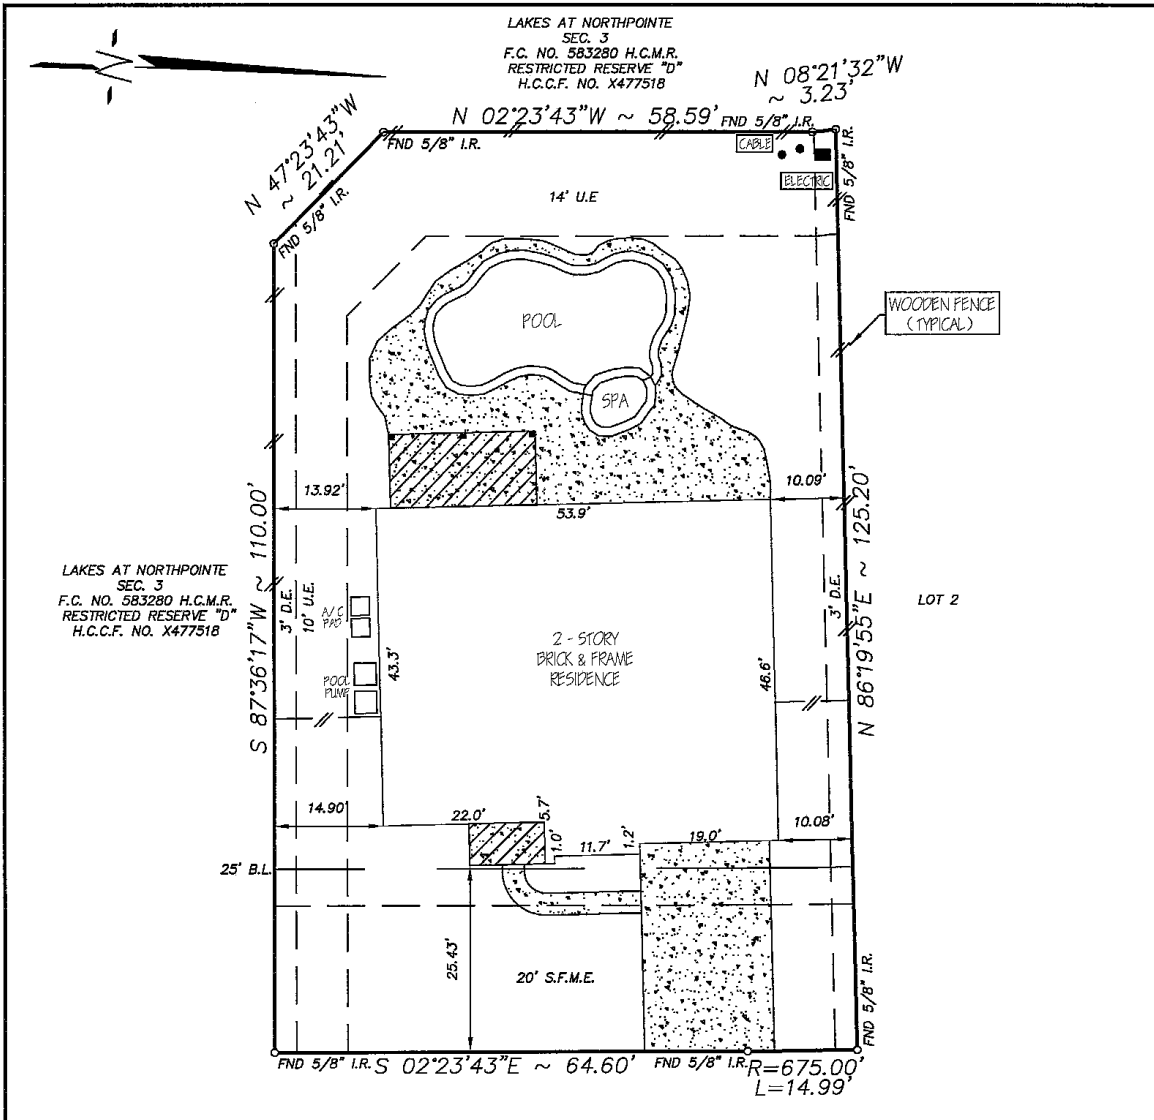 LAKES AT NORTHPOINTE
SEC. 3
F.C. NO. 583280 H.C.M.R.
RESTRICTED RESERVE "D"
H.C.C.F. NO. X477518
N
N 08°21'32"W
~ 3.23'
N 02°23'43"W ~ 58.59'
FND 5/8" I.R.
FND 5/8" I.R.
N 47°23'43"W
~ 21.21'
FND 5/8" I.R.
CABLE
ELECTRIC
FND 5/8" I.R.
14' U.E
POOL
SPA
WOODEN FENCE
(TYPICAL)
13.92'
53.9'
10.09'
S 87°36'17"W ~ 110.00'
N 86°19'55"E ~ 125.20'
LAKES AT NORTHPOINTE
SEC. 3
F.C. NO. 583280 H.C.M.R.
RESTRICTED RESERVE "D"
H.C.C.F. NO. X477518
3' D.E.
10' U.E.
A/C
PAD
POOL
PUMP
43.3'
2 - STORY
BRICK & FRAME
RESIDENCE
46.6'
3' D.E.
LOT 2
14.90'
22.0'
5.7'
1.0'
11.7'
1.2'
19.0'
10.08'
25' B.L.
25.43'
20' S.F.M.E.
FND 5/8" I.R.
FND 5/8" I.R.
S 02°23'43"E ~ 64.60'
FND 5/8" I.R.
R=675.00'
L=14.99'